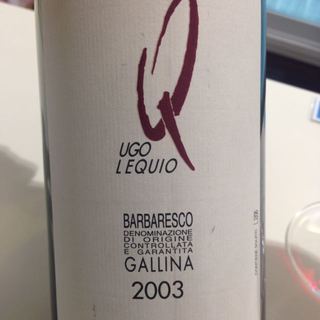 UGO
LEQUIO
BARBARESCO
DENOMINAZIONE
DI ORIGINE
CONTROLLATA
E GARANTITA
GALLINA
2003